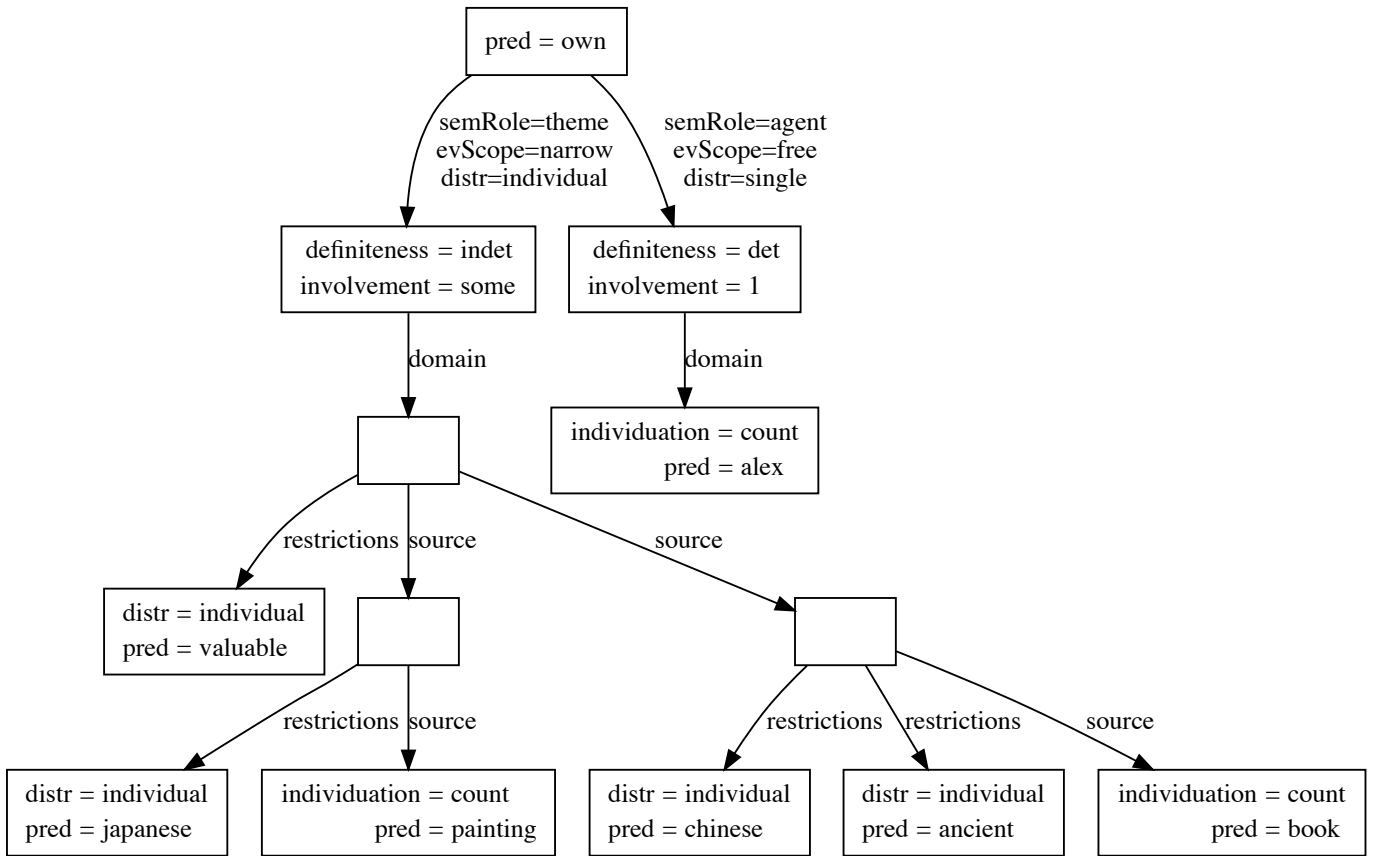 pred = own
semRole=theme
evScope=narrow
distr=individual
semRole=agent
evScope=free
distr=single
definiteness = indet
involvement = some
definiteness = det
involvement = 1
domain
domain
individuation = count
pred = alex
restrictions
source
source
distr = individual
pred = valuable
restrictions
source
restrictions
restrictions
source
distr = individual
pred = japanese
individuation = count
pred = painting
distr = individual
pred = chinese
distr = individual
pred = ancient
individuation = count
pred = book